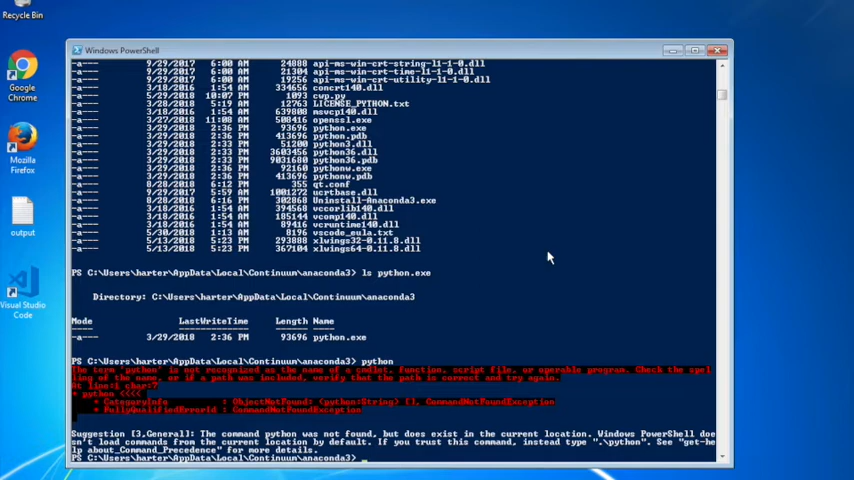 Recycle Bin
Google
Chrome
Mozilla
Firefox
output
Visual Studio
Code
Windows PowerShell
-a--- 9/29/2017 6:00 AM 24888 api-ms-win-crt-string-l1-1-0.dll
-a--- 9/29/2017 6:00 AM 21304 api-ms-win-crt-time-l1-1-0.dll
-a--- 9/29/2017 6:00 AM 19256 api-ms-win-crt-utility-l1-1-0.dll
-a--- 3/18/2016 1:54 AM 334656 concrt140.dll
-a--- 5/29/2018 10:07 PM 1093 cwp.py
-a--- 3/28/2018 5:19 AM 12763 LICENSE_PYTHON.txt
-a--- 3/18/2016 1:54 AM 639808 msvcp140.dll
-a--- 3/27/2018 11:08 AM 508416 openssl.exe
-a--- 3/29/2018 2:36 PM 93696 python.exe
-a--- 3/29/2018 2:36 PM 413696 python.pdb
-a--- 3/29/2018 2:33 PM 51200 python3.dll
-a--- 3/29/2018 2:33 PM 3603456 python36.dll
-a--- 3/29/2018 2:33 PM 9031680 python36.pdb
-a--- 3/29/2018 2:36 PM 92160 pythonw.exe
-a--- 3/29/2018 2:36 PM 413696 pythonw.pdb
-a--- 8/28/2018 6:12 PM 355 qt.conf
-a--- 9/29/2017 5:59 AM 1001272 ucrtbase.dll
-a--- 8/28/2018 6:16 PM 302868 Uninstall-Anaconda3.exe
-a--- 3/18/2016 1:54 AM 394368 vccorlib140.dll
-a--- 3/18/2016 1:54 AM 185144 vcomp140.dll
-a--- 3/18/2016 1:54 AM 89416 vcruntime140.dll
-a--- 5/30/2018 1:13 AM 8196 vscode_eula.txt
-a--- 5/13/2018 5:23 PM 293888 xlwings32-0.11.8.dll
-a--- 5/13/2018 5:23 PM 367104 xlwings64-0.11.8.dll
PS C:\Users\harter\AppData\Local\Continuum\anaconda3> ls python.exe
Directory: C:\Users\harter\AppData\Local\Continuum\anaconda3
Mode LastWriteTime Length Name
---- ------------- ------ ----
-a--- 3/29/2018 2:36 PM 93696 python.exe
PS C:\Users\harter\AppData\Local\Continuum\anaconda3> python
The term 'python' is not recognized as the name of a cmdlet, function, script file, or operable program. Check the spel
ling of the name, or if a path was included, verify that the path is correct and try again.
At line:1 char:7
+ python <<<<
+ CategoryInfo : ObjectNotFound: (python:String) [], CommandNotFoundException
+ FullyQualifiedErrorId : CommandNotFoundException
Suggestion [3,General]: The command python was not found, but does exist in the current location. Windows PowerShell doe
sn't load commands from the current location by default. If you trust this command, instead type ".\python". See "get-he
lp about_Command_Precedence" for more details.
PS C:\Users\harter\AppData\Local\Continuum\anaconda3> _